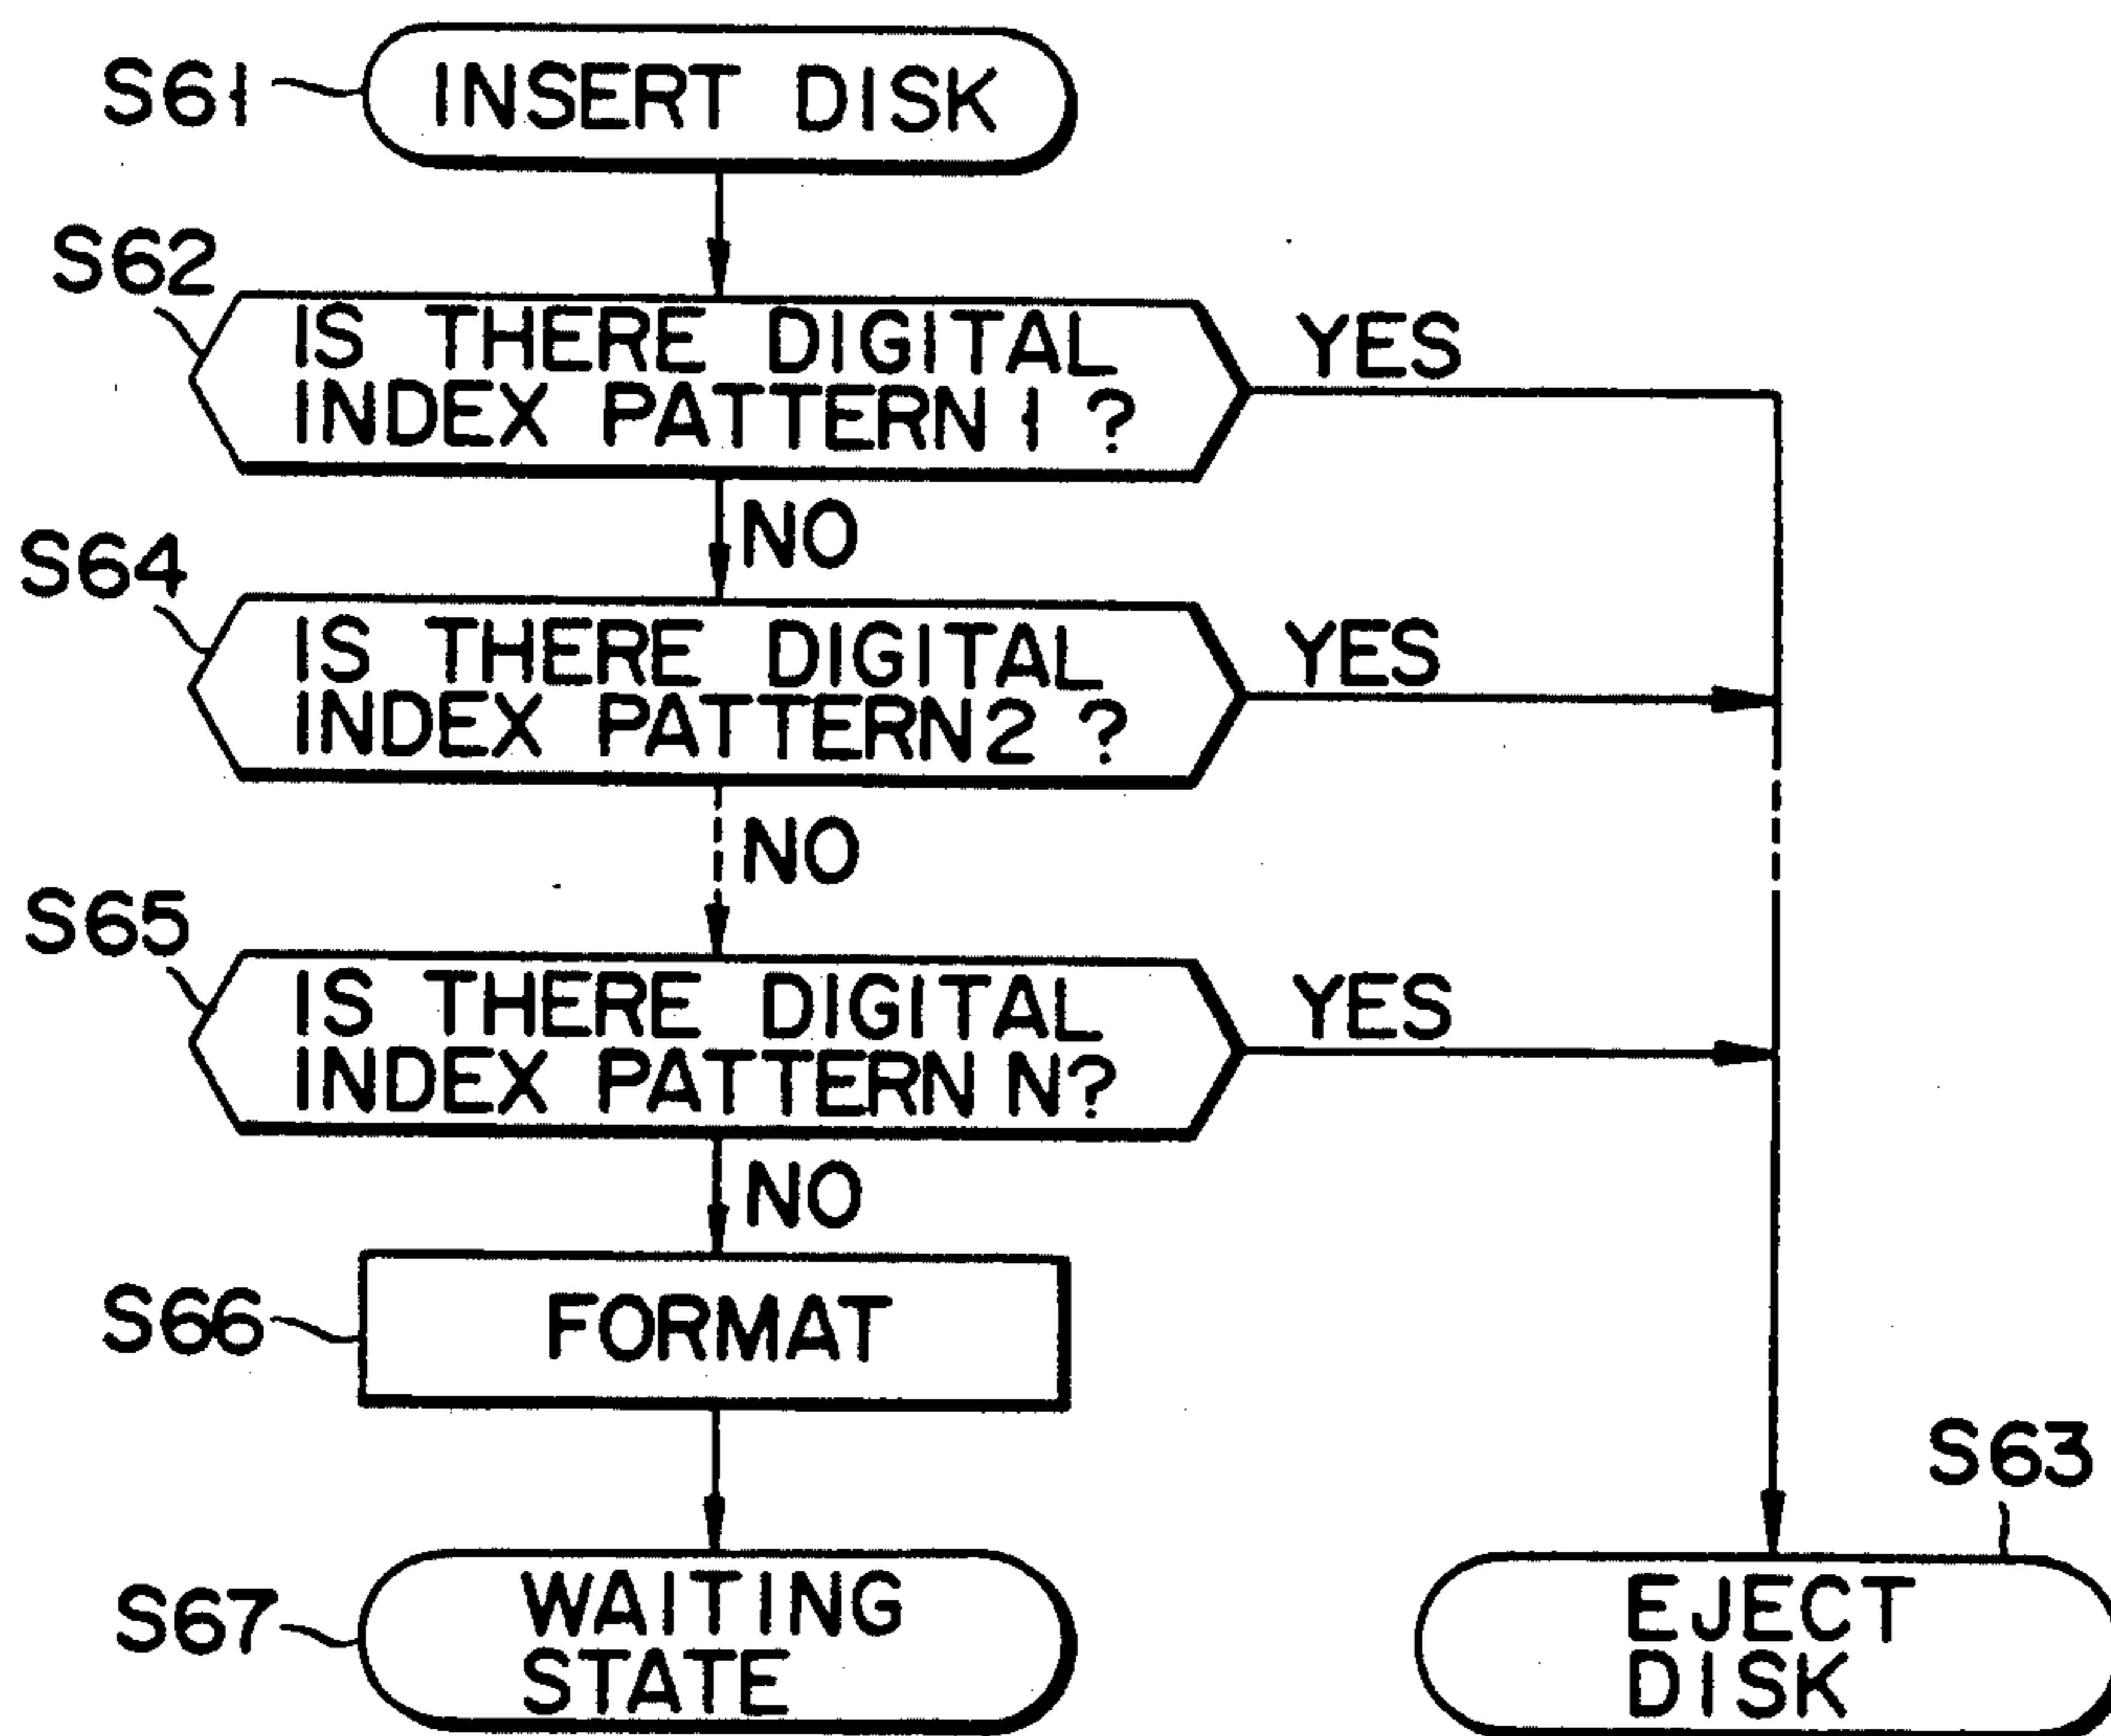 S61
INSERT DISK
S62
IS THERE DIGITAL
INDEX PATTERN 1 ?
YES
NO
S64
IS THERE DIGITAL
INDEX PATTERN 2 ?
YES
NO
S65
IS THERE DIGITAL
INDEX PATTERN N?
YES
NO
S66
FORMAT
S63
S67
WAITING
STATE
EJECT
DISK